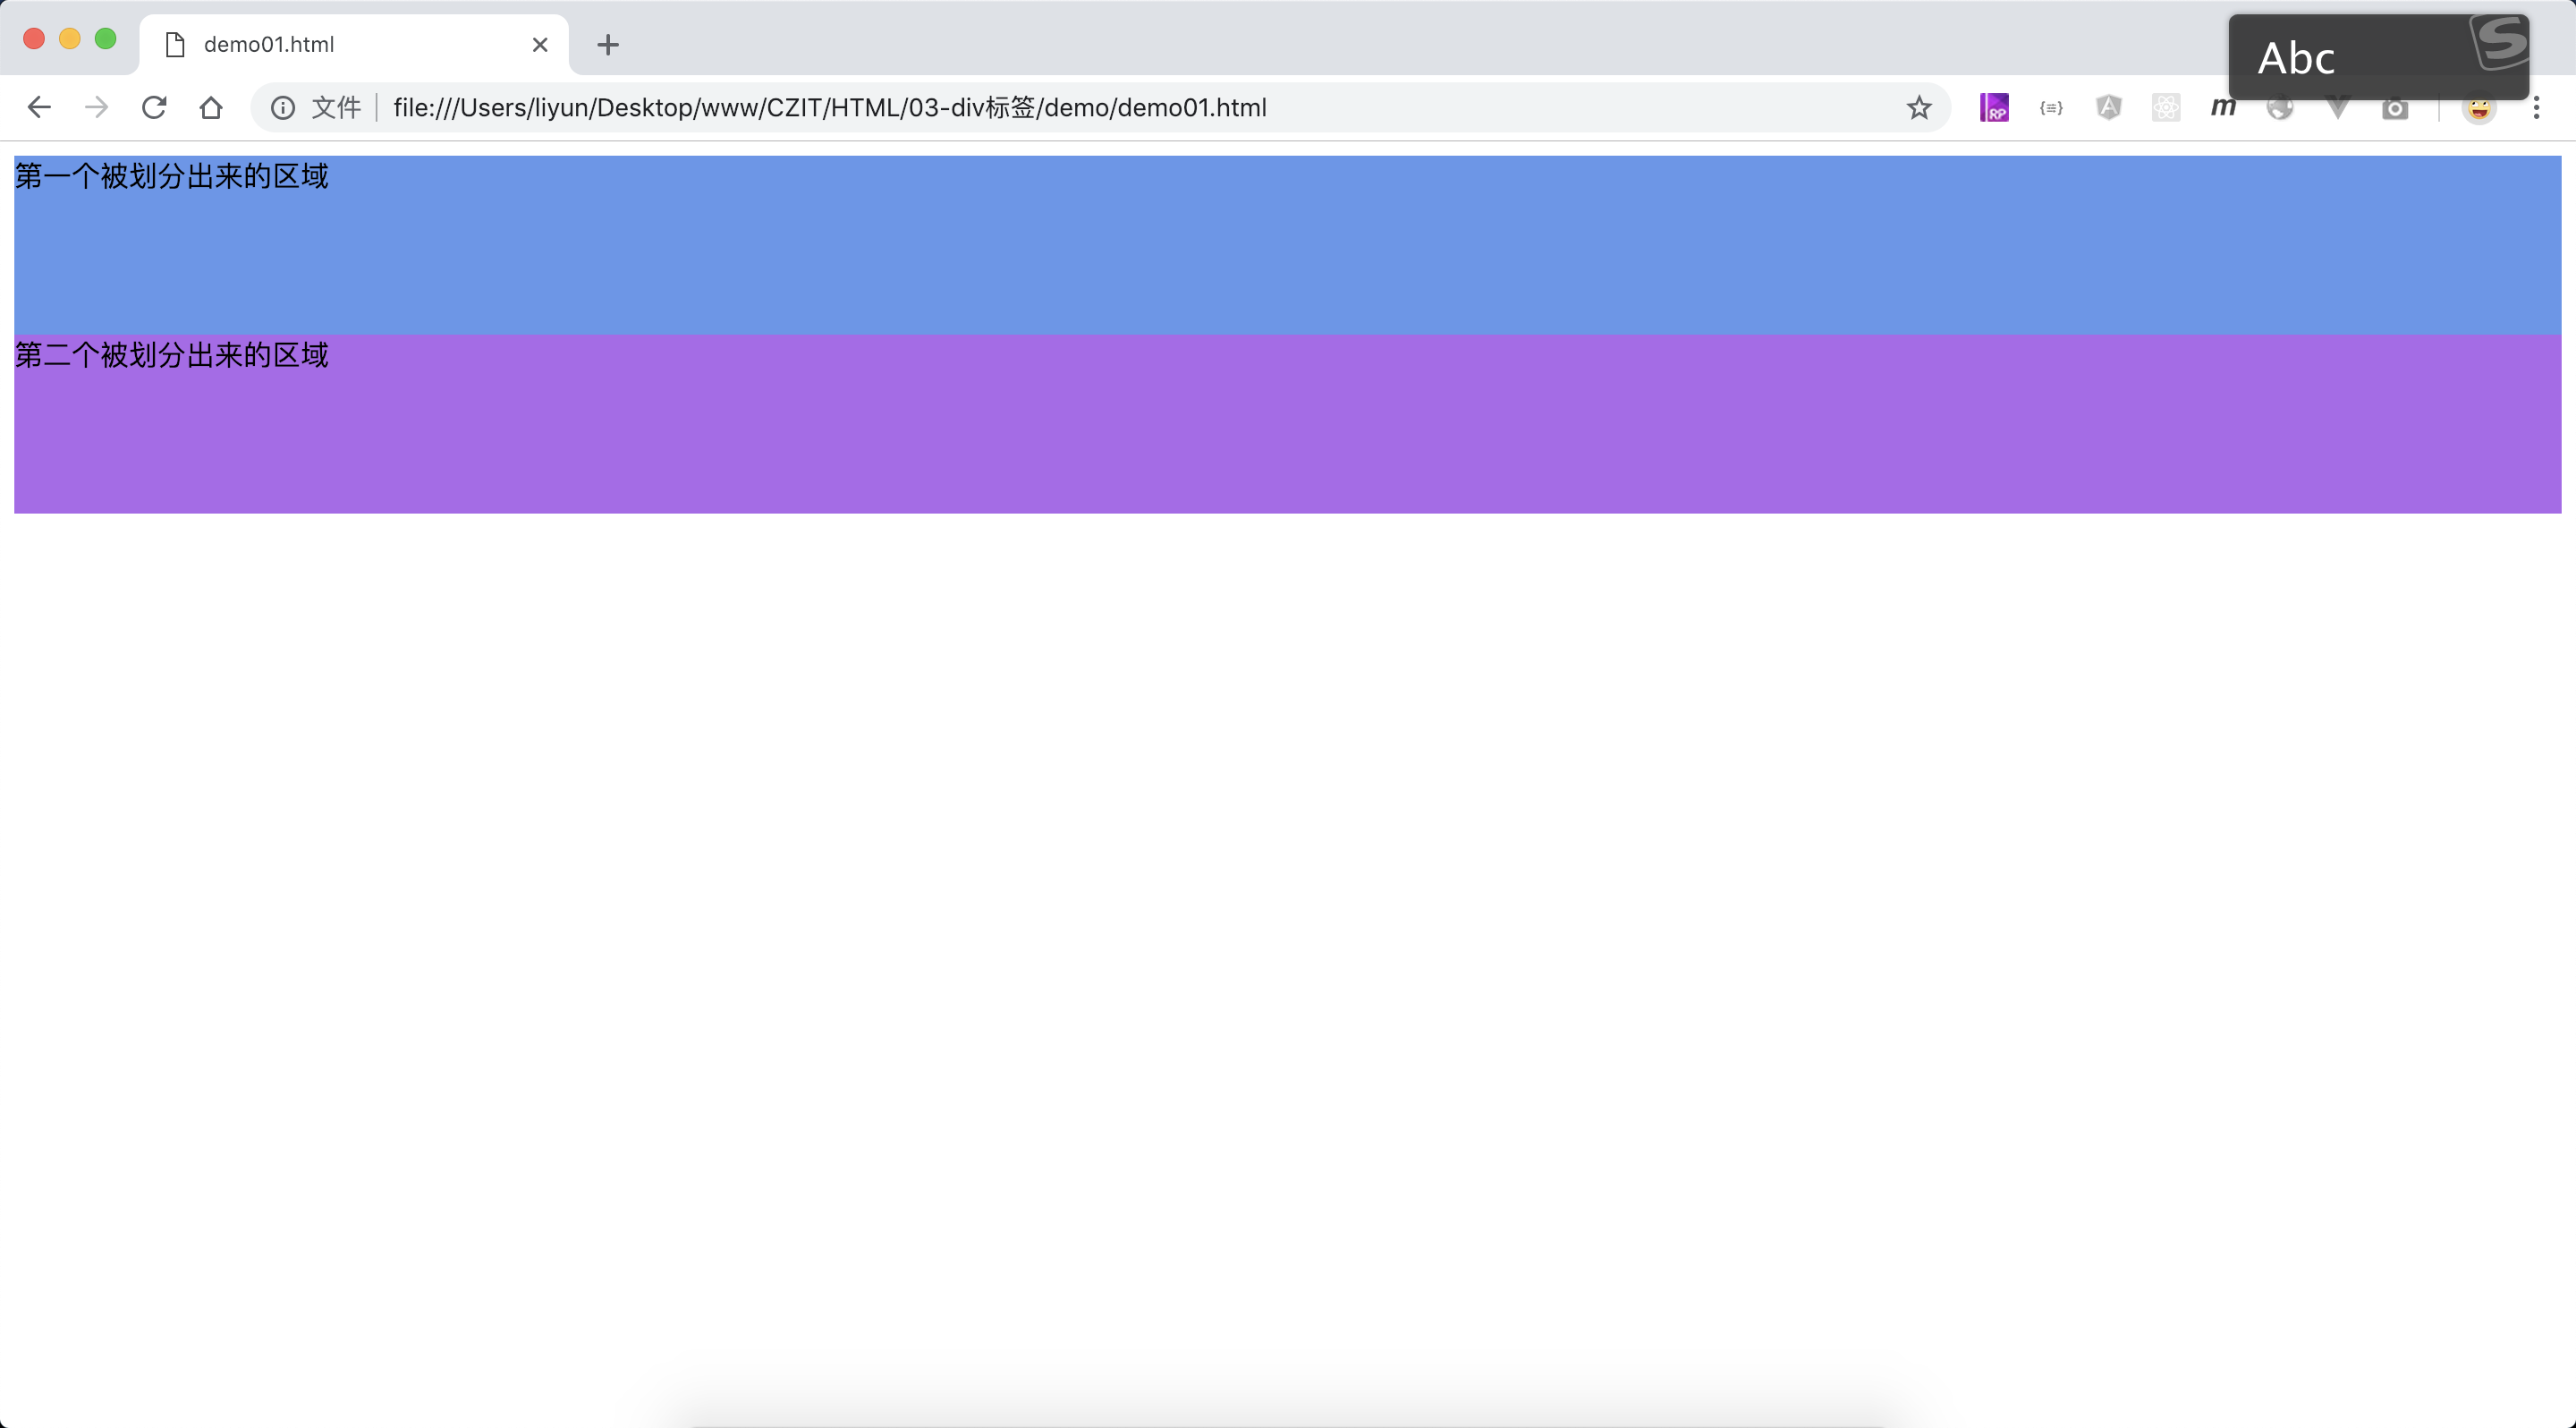 demo01.html
Abc
文件 file:///Users/liyun/Desktop/www/CZIT/HTML/03-div标签/demo/demo01.html
RP
m
第一个被划分出来的区域
第二个被划分出来的区域